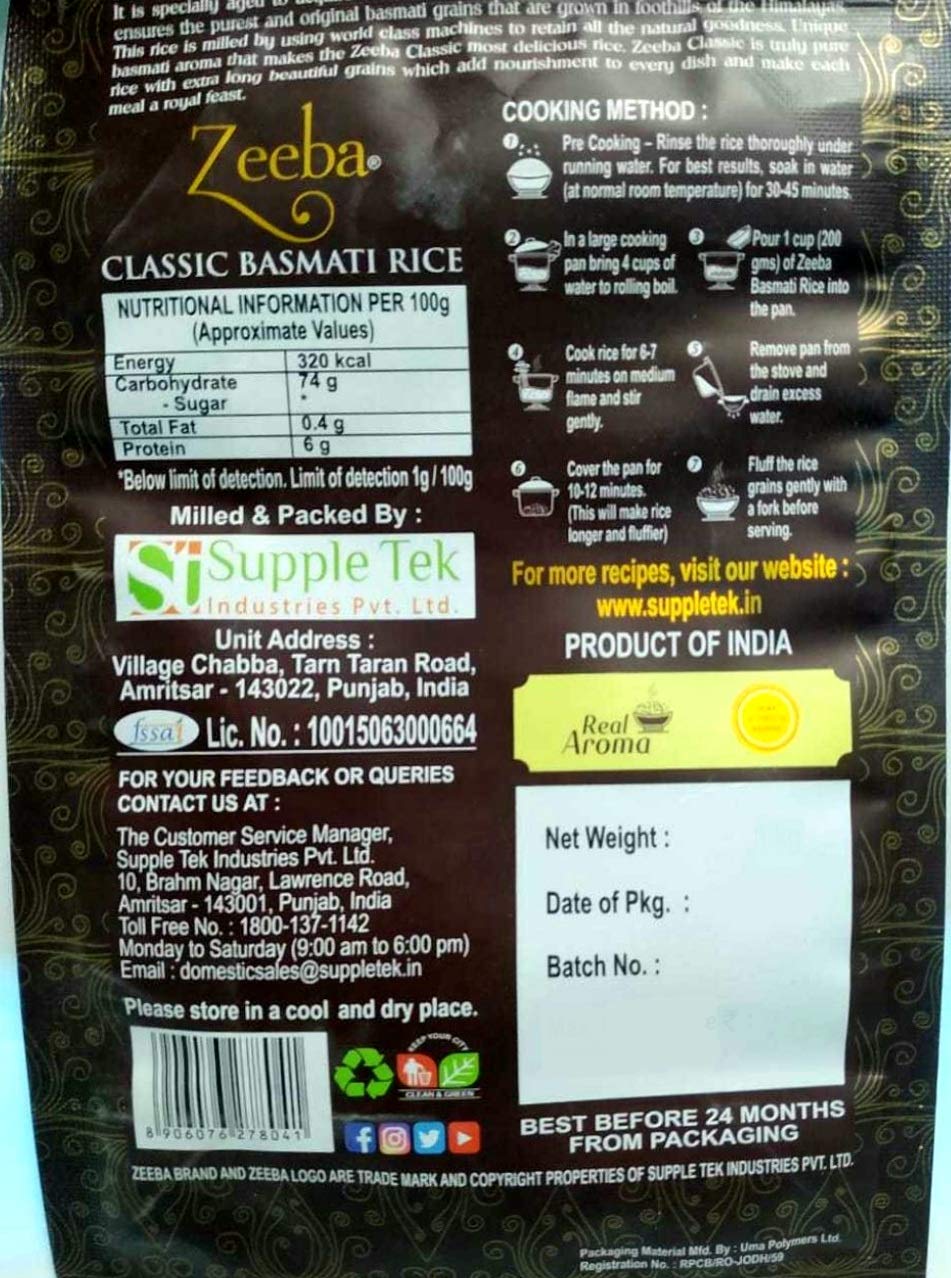 It is specially aged to
ensures the purest and original basmati grains that are grown in foothills of the Himalayas.
This rice is milled by using world class machines to retain all the natural goodness. Unique
basmati aroma that makes the Zeeba Classic most delicious rice. Zeeba Classic is truly pure
rice with extra long beautiful grains which add nourishment to every dish and make each
meal a royal feast.
Zeeba®
CLASSIC BASMATI RICE
NUTRITIONAL INFORMATION PER 100g
(Approximate Values)
Energy 320 kcal
Carbohydrate 74 g
- Sugar *
Total Fat 0.4 g
Protein 6 g
*Below limit of detection. Limit of detection 1g / 100g
Milled & Packed By :
ST Supple Tek
Industries Pvt. Ltd.
Unit Address :
Village Chabba, Tarn Taran Road,
Amritsar - 143022, Punjab, India
fssai Lic. No. : 10015063000664
FOR YOUR FEEDBACK OR QUERIES
CONTACT US AT :
The Customer Service Manager,
Supple Tek Industries Pvt. Ltd.
10, Brahm Nagar, Lawrence Road,
Amritsar - 143001, Punjab, India
Toll Free No. : 1800-137-1142
Monday to Saturday (9:00 am to 6:00 pm)
Email : domesticsales@suppletek.in
Please store in a cool and dry place.
8 906076 278041
KEEP YOUR CITY
CLEAN & GREEN
COOKING METHOD :
1 Pre Cooking – Rinse the rice thoroughly under
running water. For best results, soak in water
(at normal room temperature) for 30-45 minutes.
2 In a large cooking
pan bring 4 cups of
water to rolling boil.
3 Pour 1 cup (200
gms) of Zeeba
Basmati Rice into
the pan.
4 Cook rice for 6-7
minutes on medium
flame and stir
gently.
5 Remove pan from
the stove and
drain excess
water.
6 Cover the pan for
10-12 minutes.
(This will make rice
longer and fluffier)
7 Fluff the rice
grains gently with
a fork before
serving.
For more recipes, visit our website :
www.suppletek.in
PRODUCT OF INDIA
Real
Aroma
Net Weight :
Date of Pkg. :
Batch No. :
BEST BEFORE 24 MONTHS
FROM PACKAGING
ZEEBA BRAND AND ZEEBA LOGO ARE TRADE MARK AND COPYRIGHT PROPERTIES OF SUPPLE TEK INDUSTRIES PVT. LTD.
Packaging Material Mfd. By : Uma Polymers Ltd.
Registration No. : RPCB/RO-JODH/59